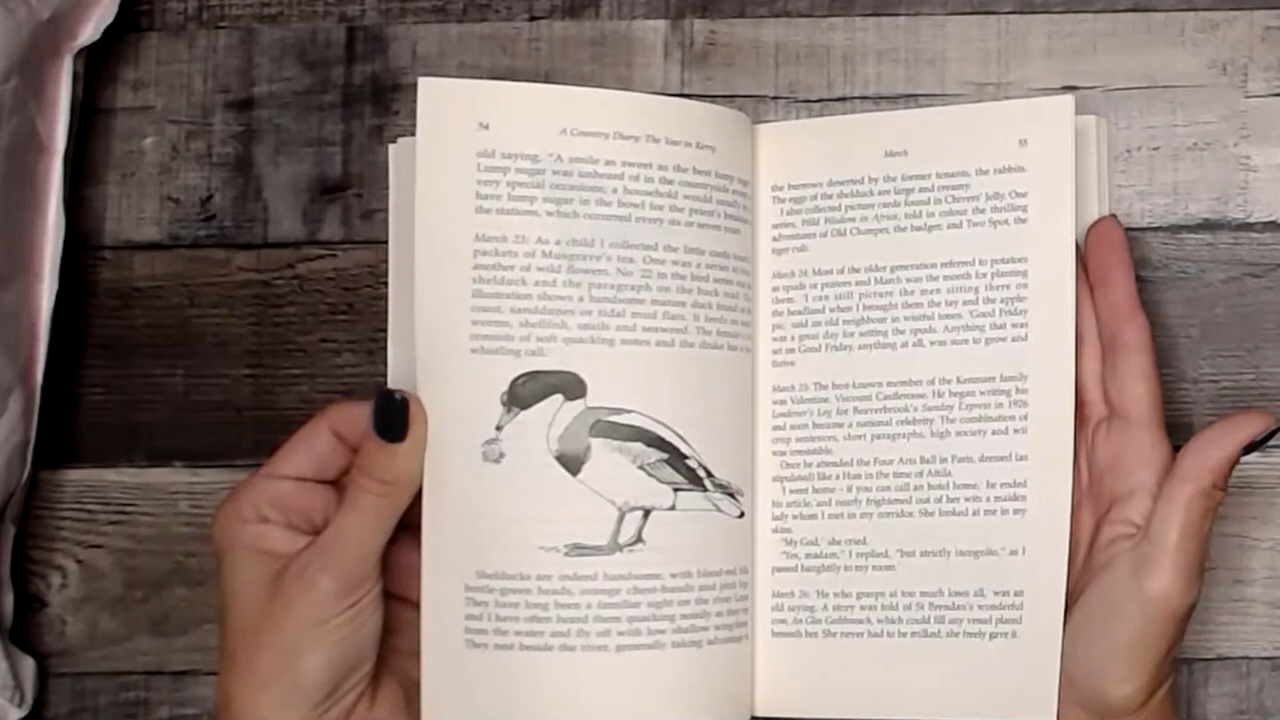 54
A Country Diary: The Year in Kerry
old saying, "A smile as sweet as the best lump
Lump sugar was unheard of in the countryside
very special occasions; a household would usually
have lump sugar in the bowl for the priest's
the stations, which occurred every six or seven years.
March 23: As a child I collected the little cards
packets of Musgrave's tea. One was a series
another of wild flowers. No 22 in the bird series
shelduck and the paragraph on the back read
illustration shows a handsome mature duck found
coast, sanddunes or tidal mud flats. It feeds
worms, shellfish, snails and seaweed. The female's
consists of soft quacking notes and the drake has a
whistling call.'
Shelducks are indeed handsome, with blood-red
bottle-green heads, orange chest-bands and pink
They have long been a familiar sight on the river
and I have often heard them quacking noisily as they
from the water and fly off with low shallow
They nest beside the river, generally taking advantage
March
55
the burrows deserted by the former tenants, the rabbits.
The eggs of the shelduck are large and creamy.
I also collected picture cards found in Chivers' Jelly. One
series, Wild Wisdom in Africa, told in colour the thrilling
adventures of Old Clumper, the badger, and Two Spot, the
tiger cub.
March 24: Most of the older generation referred to potatoes
as spuds or praties and March was the month for planting
them. 'I can still picture the men sitting there on
the headland when I brought them the tay and the apple-
pie,' said an old neighbour in wistful tones. 'Good Friday
was a great day for setting the spuds. Anything that was
set on Good Friday, anything at all, was sure to grow and
thrive.
March 25: The best-known member of the Kenmare family
was Valentine, Viscount Castlerosse. He began writing his
Londoner's Log for Beaverbrook's Sunday Express in 1926
and soon became a national celebrity. The combination of
crisp sentences, short paragraphs, high society and wit
was irresistible.
Once he attended the Four Arts Ball in Paris, dressed (as
stipulated) like a Hun in the time of Attila.
'I went home – if you can call an hotel home,' he ended
his article, 'and nearly frightened out of her wits a maiden
lady whom I met in my corridor. She looked at me in my
skins.
"My God," she cried.
"Yes, madam," I replied, "but strictly incognito," as I
passed haughtily to my room.'
March 26: 'He who grasps at too much loses all,' was an
old saying. A story was told of St Brendan's wonderful
cow, An Glas Gaibhneach, which could fill any vessel placed
beneath her. She never had to be milked, she freely gave it.